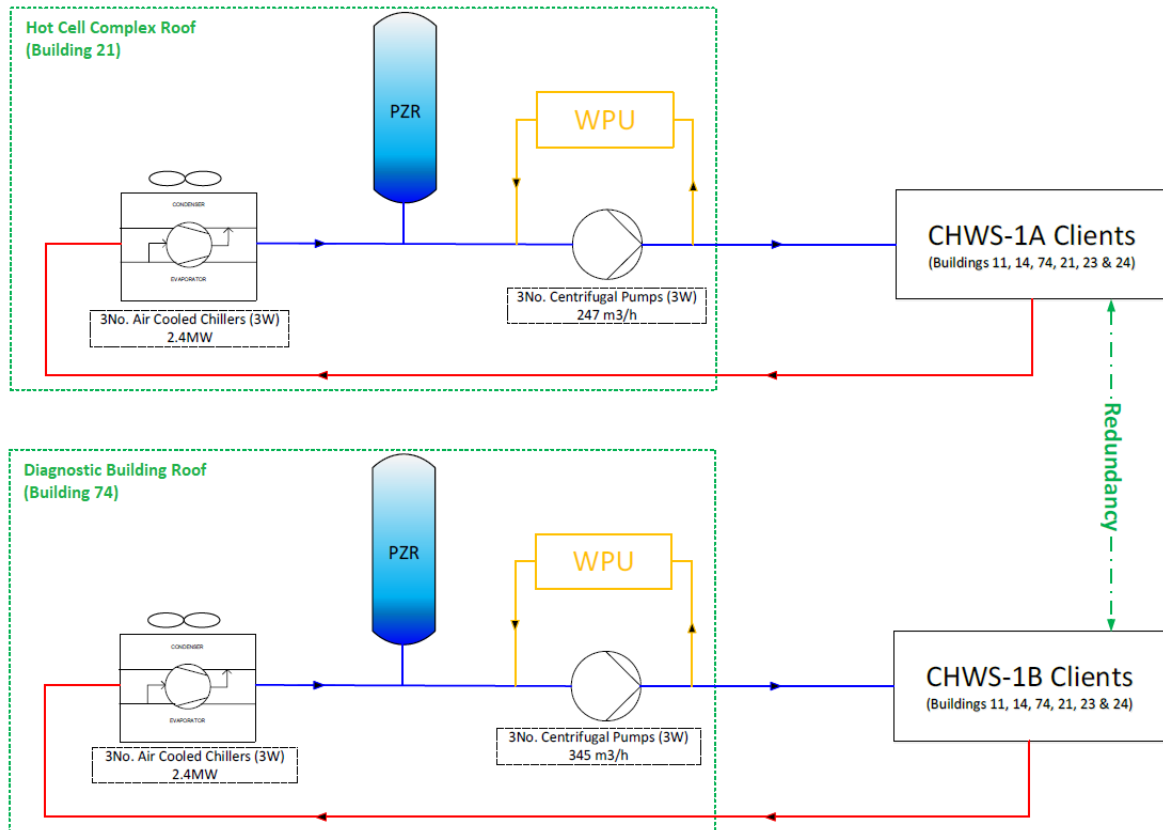 Hot Cell Complex Roof
(Building 21)
PZR
WPU
CONDENSER
EVAPORATOR
3No. Air Cooled Chillers (3W)
2.4MW
3No. Centrifugal Pumps (3W)
247 m3/h
CHWS-1A Clients
(Buildings 11, 14, 74, 21, 23 & 24)
Redundancy
Diagnostic Building Roof
(Building 74)
PZR
WPU
CONDENSER
EVAPORATOR
3No. Air Cooled Chillers (3W)
2.4MW
3No. Centrifugal Pumps (3W)
345 m3/h
CHWS-1B Clients
(Buildings 11, 14, 74, 21, 23 & 24)